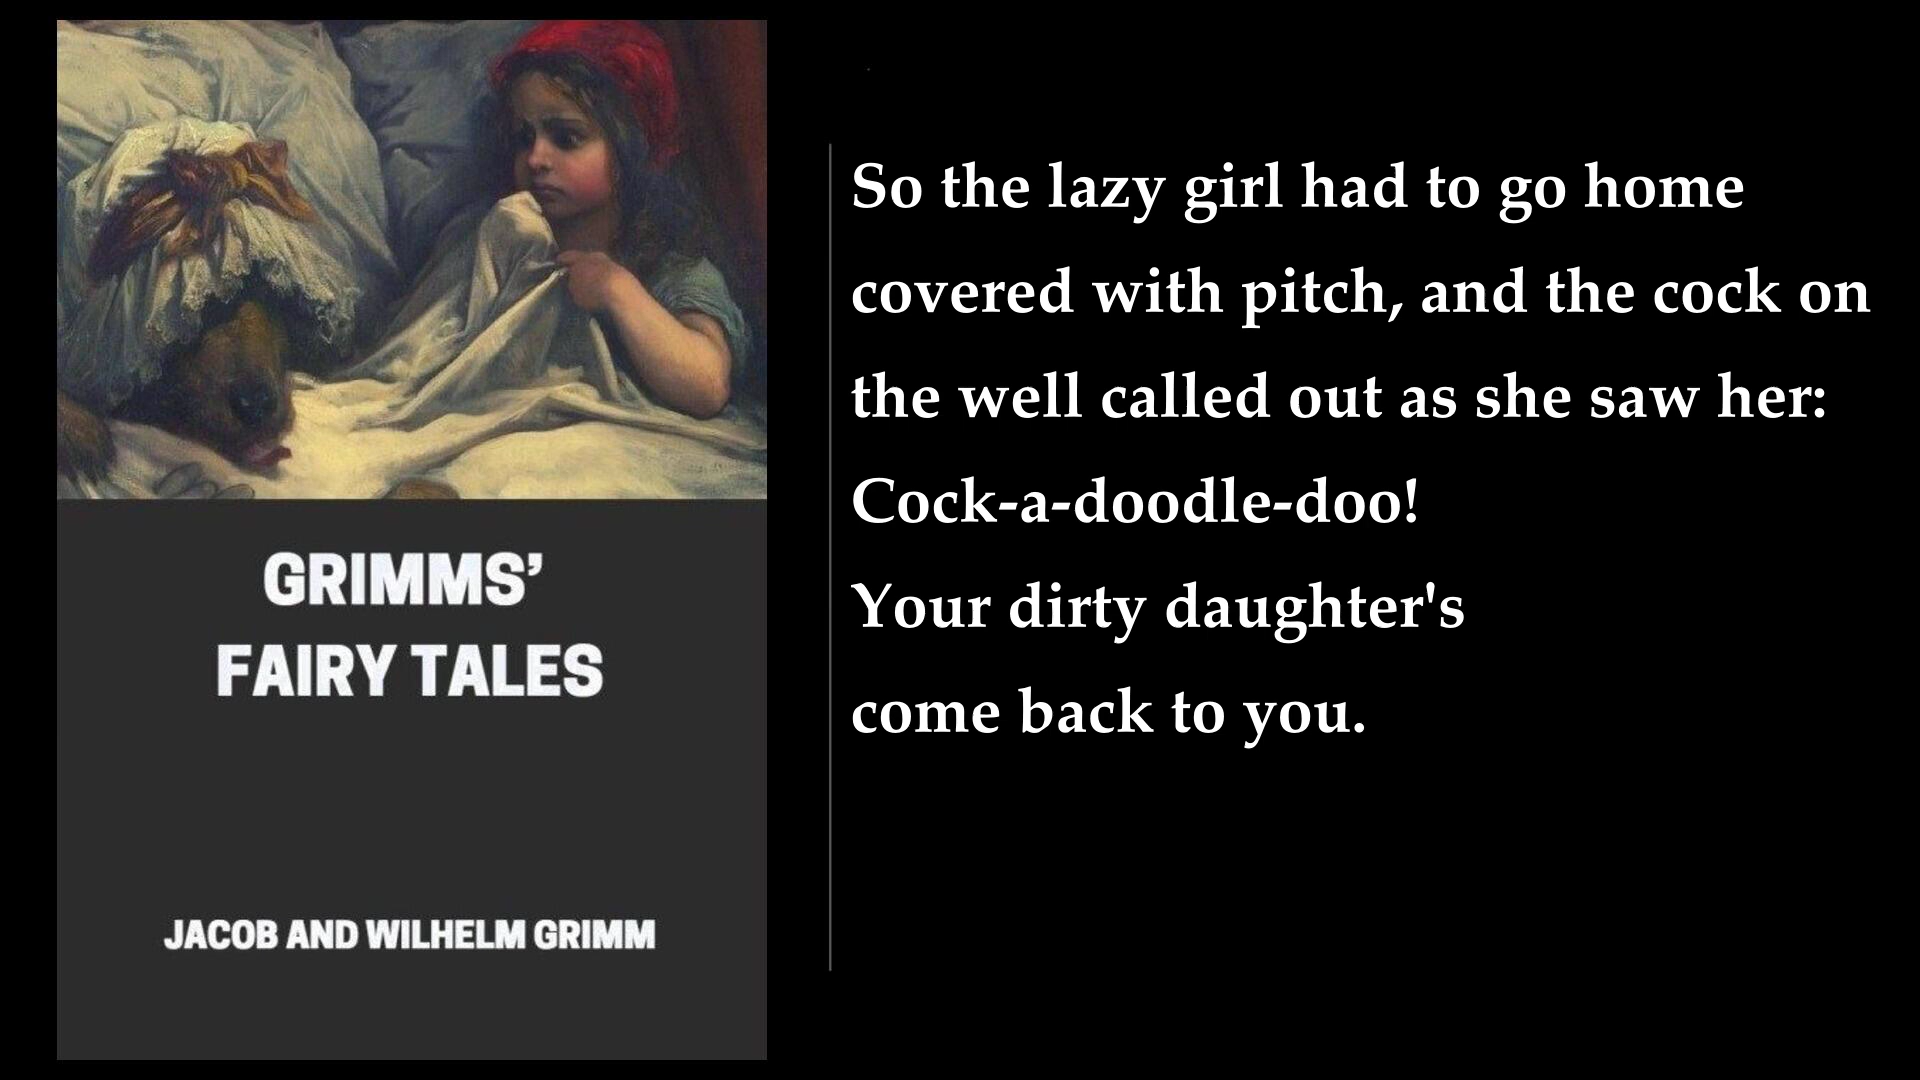 GRIMMS’
FAIRY TALES
JACOB AND WILHELM GRIMM
So the lazy girl had to go home
covered with pitch, and the cock on
the well called out as she saw her:
Cock-a-doodle-doo!
Your dirty daughter's
come back to you.